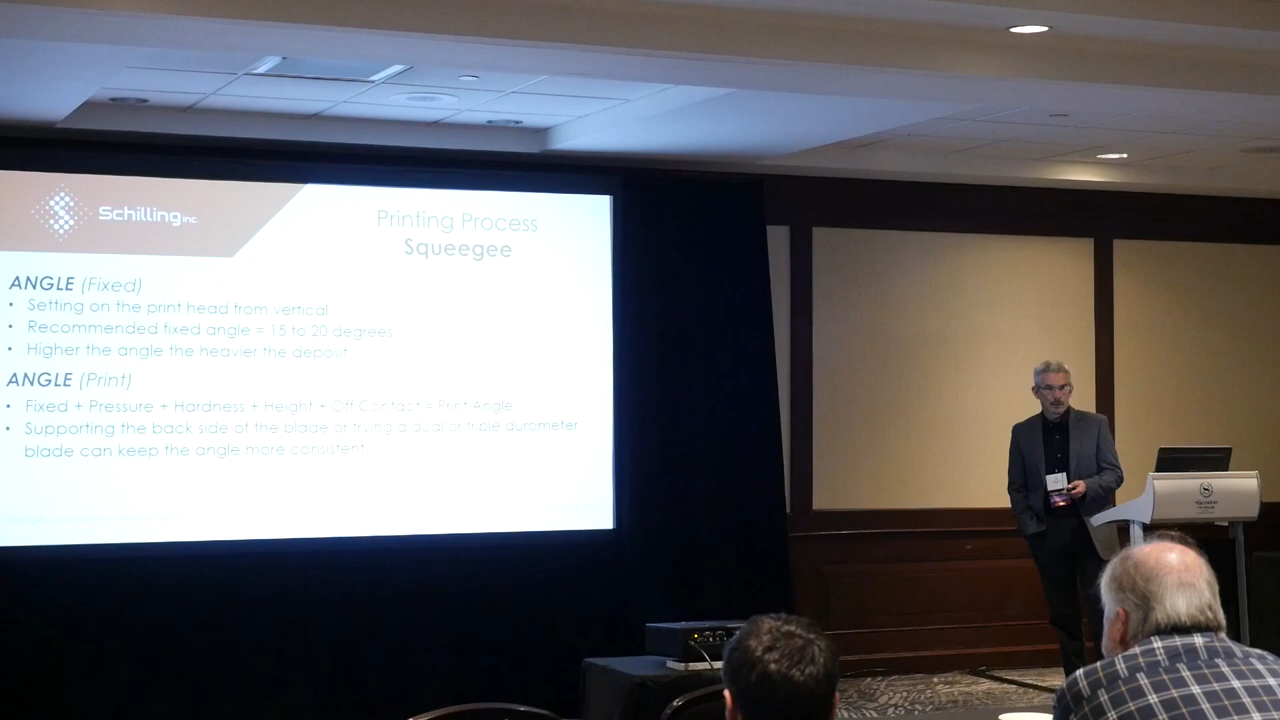 Schilling inc
Printing Process
Squeegee
ANGLE (Fixed)
• Setting on the print head from vertical
• Recommended fixed angle = 15 to 20 degrees
• Higher the angle the heavier the deposit
ANGLE (Print)
• Fixed + Pressure + Hardness + Height + Off Contact = Print Angle
• Supporting the back side of the blade or trying a dual or triple durometer
blade can keep the angle more consistent